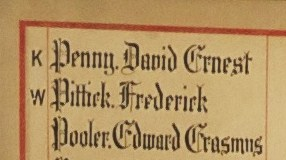 K Penny. David Ernest
W Pittick. Frederick
Pooler. Edward Erasmus